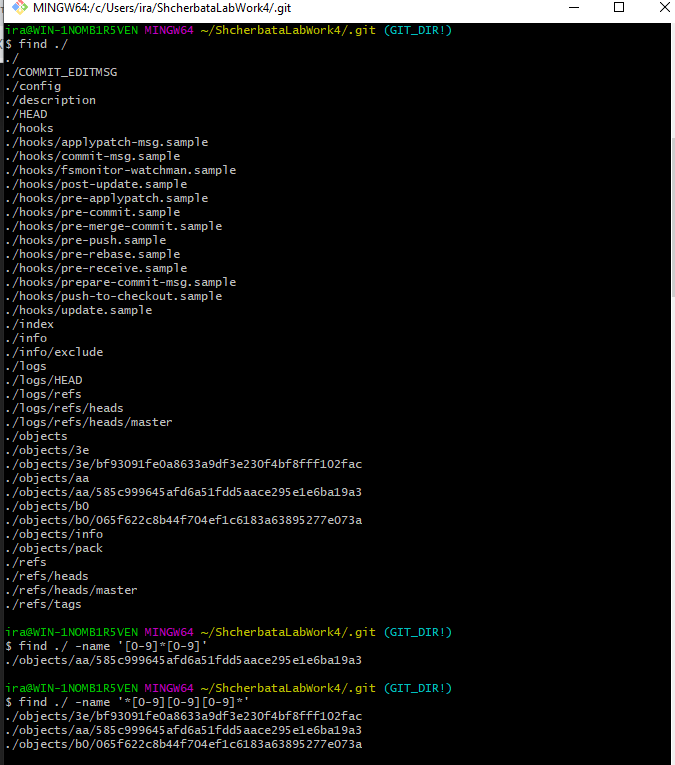 MINGW64:/c/Users/ira/ShcherbataLabWork4/.git
ira@WIN-1NOMB1R5VEN MINGW64 ~/ShcherbataLabWork4/.git (GIT_DIR!)
$ find ./
./
./COMMIT_EDITMSG
./config
./description
./HEAD
./hooks
./hooks/applypatch-msg.sample
./hooks/commit-msg.sample
./hooks/fsmonitor-watchman.sample
./hooks/post-update.sample
./hooks/pre-applypatch.sample
./hooks/pre-commit.sample
./hooks/pre-merge-commit.sample
./hooks/pre-push.sample
./hooks/pre-rebase.sample
./hooks/pre-receive.sample
./hooks/prepare-commit-msg.sample
./hooks/push-to-checkout.sample
./hooks/update.sample
./index
./info
./info/exclude
./logs
./logs/HEAD
./logs/refs
./logs/refs/heads
./logs/refs/heads/master
./objects
./objects/3e
./objects/3e/bf93091fe0a8633a9df3e230f4bf8fff102fac
./objects/aa
./objects/aa/585c999645afd6a51fdd5aace295e1e6ba19a3
./objects/b0
./objects/b0/065f622c8b44f704ef1c6183a63895277e073a
./objects/info
./objects/pack
./refs
./refs/heads
./refs/heads/master
./refs/tags
ira@WIN-1NOMB1R5VEN MINGW64 ~/ShcherbataLabWork4/.git (GIT_DIR!)
$ find ./ -name '[0-9]*[0-9]'
./objects/aa/585c999645afd6a51fdd5aace295e1e6ba19a3
ira@WIN-1NOMB1R5VEN MINGW64 ~/ShcherbataLabWork4/.git (GIT_DIR!)
$ find ./ -name '*[0-9][0-9][0-9]*'
./objects/3e/bf93091fe0a8633a9df3e230f4bf8fff102fac
./objects/aa/585c999645afd6a51fdd5aace295e1e6ba19a3
./objects/b0/065f622c8b44f704ef1c6183a63895277e073a